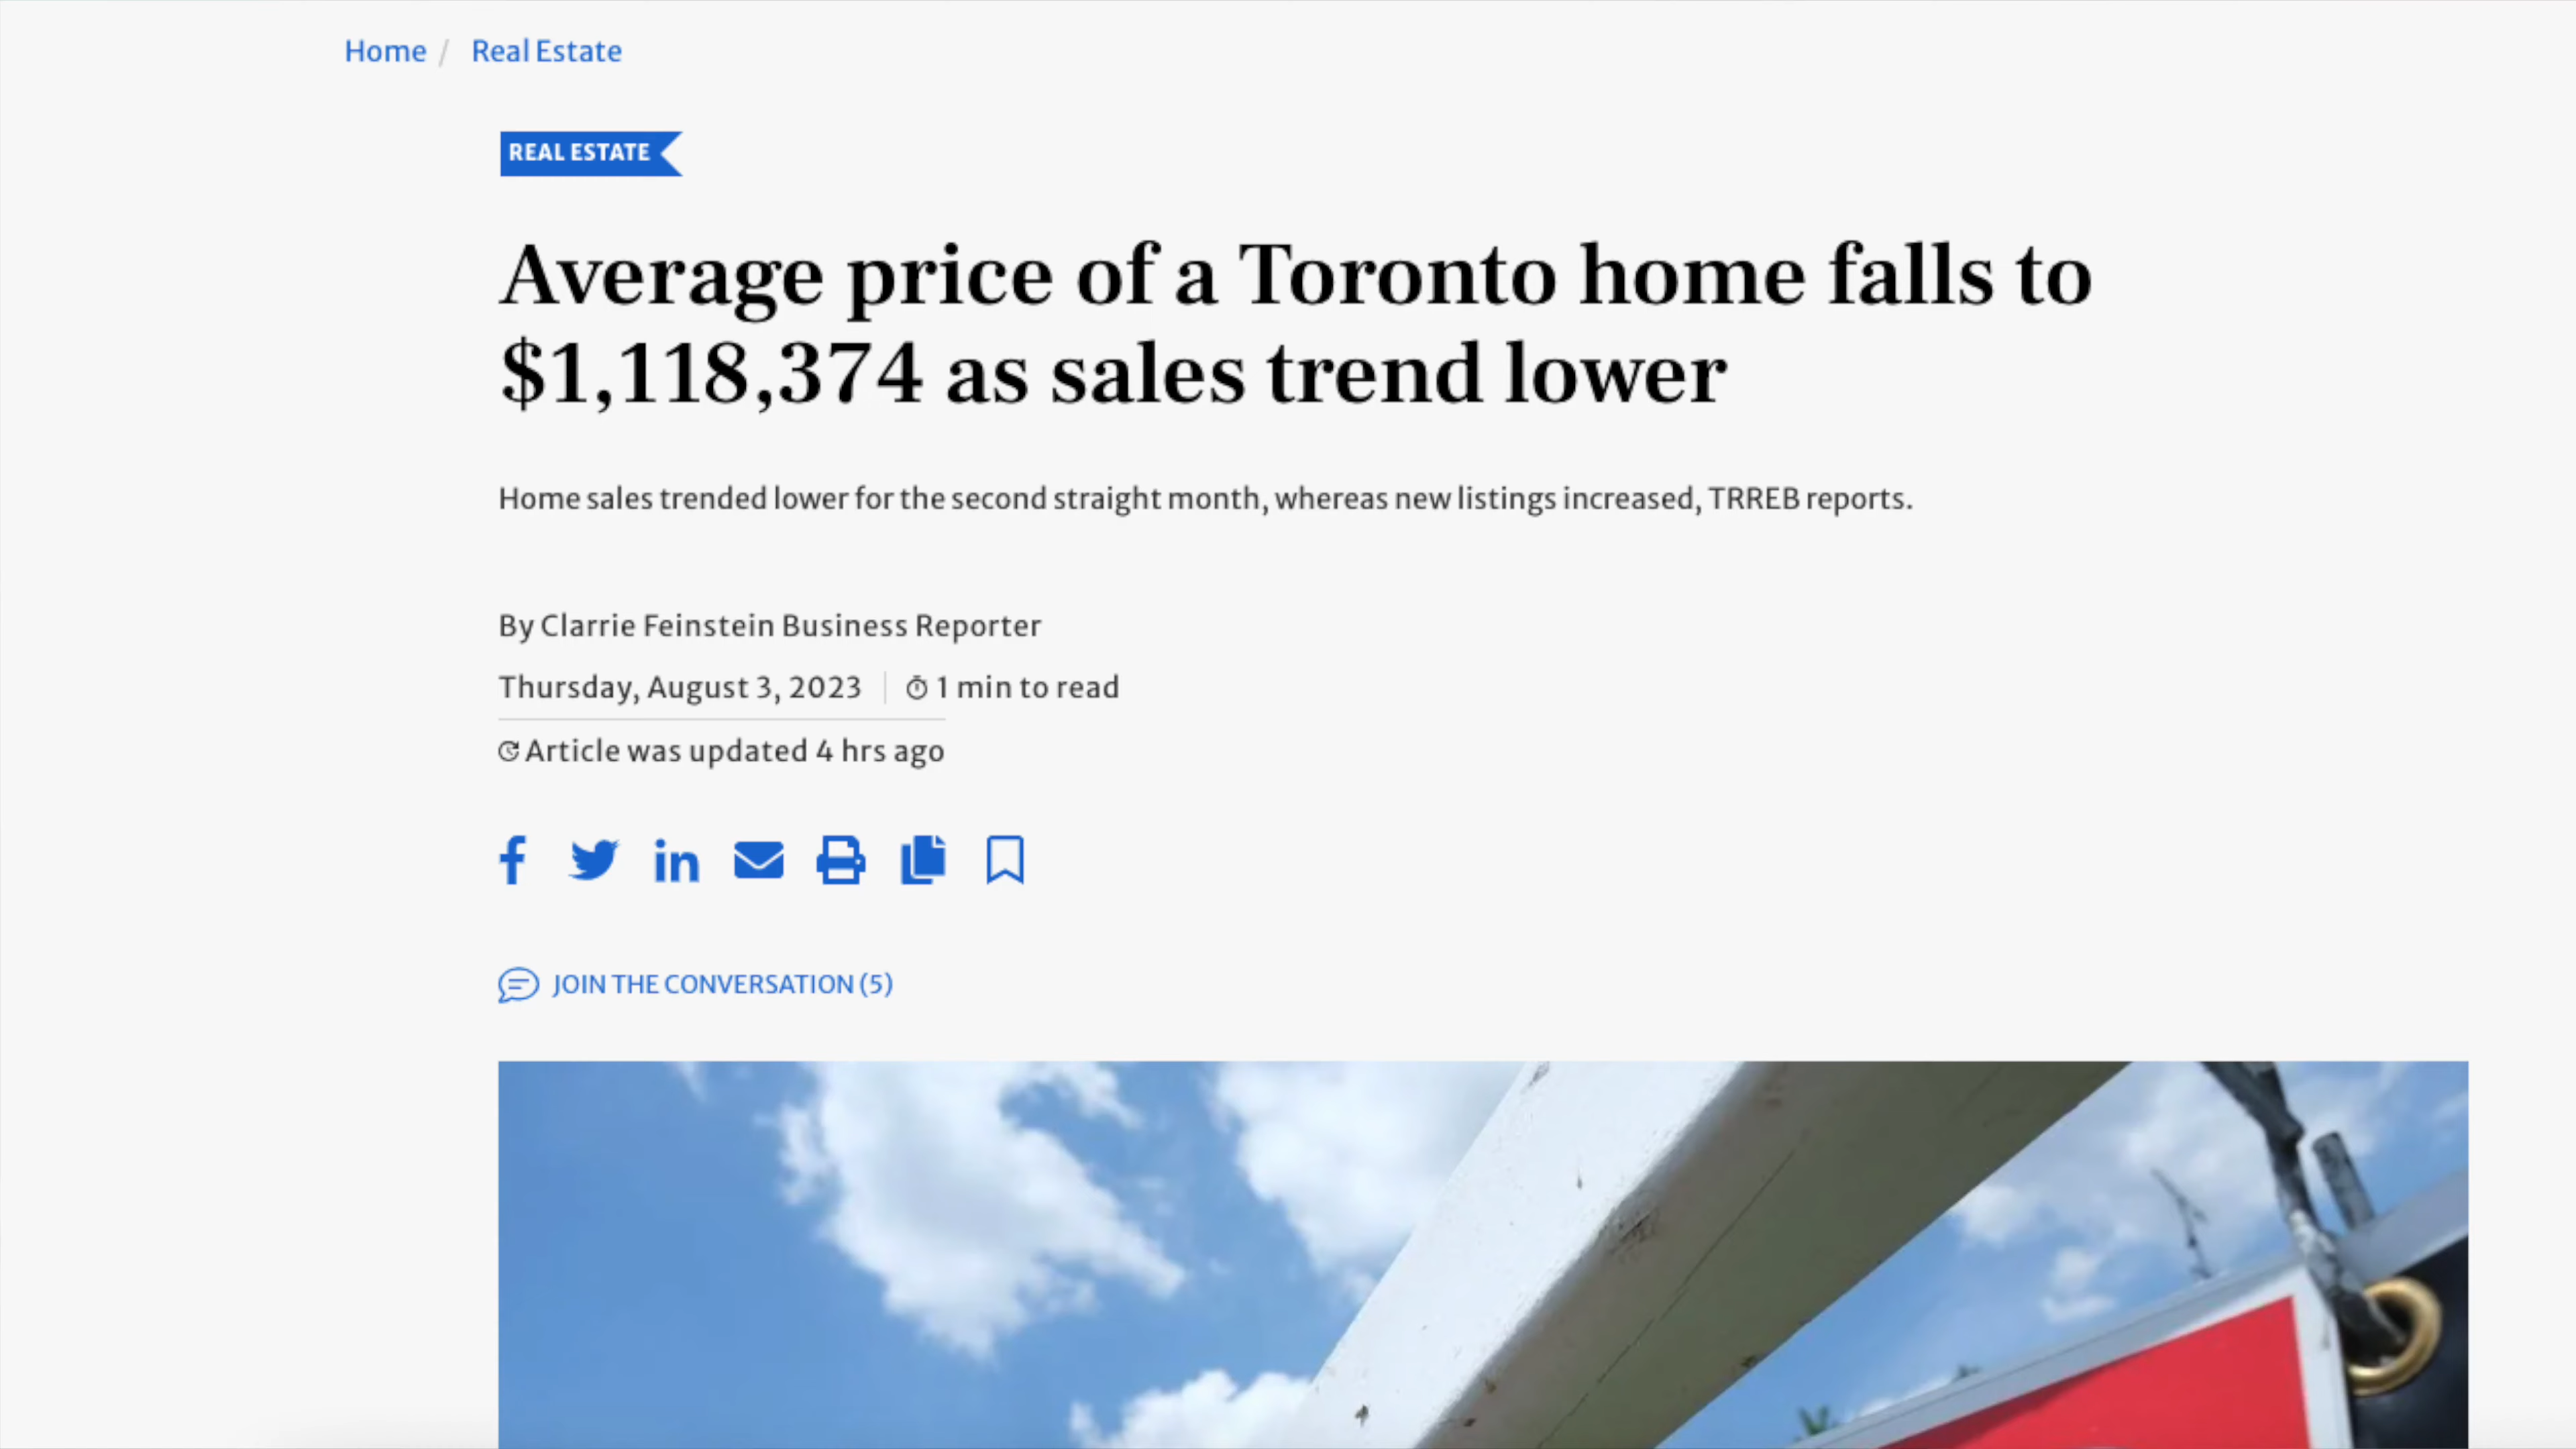 Home / Real Estate
REAL ESTATE
Average price of a Toronto home falls to
$1,118,374 as sales trend lower
Home sales trended lower for the second straight month, whereas new listings increased, TRREB reports.
By Clarrie Feinstein Business Reporter
Thursday, August 3, 2023 | 1 min to read
Article was updated 4 hrs ago
JOIN THE CONVERSATION (5)